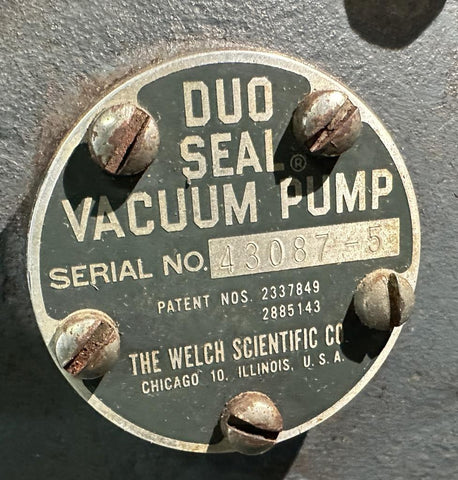 DUO
SEAL®
VACUUM PUMP
SERIAL NO. 43087-5
PATENT NOS. 2337849
2885143
THE WELCH SCIENTIFIC CO.
CHICAGO 10, ILLINOIS, U.S.A.